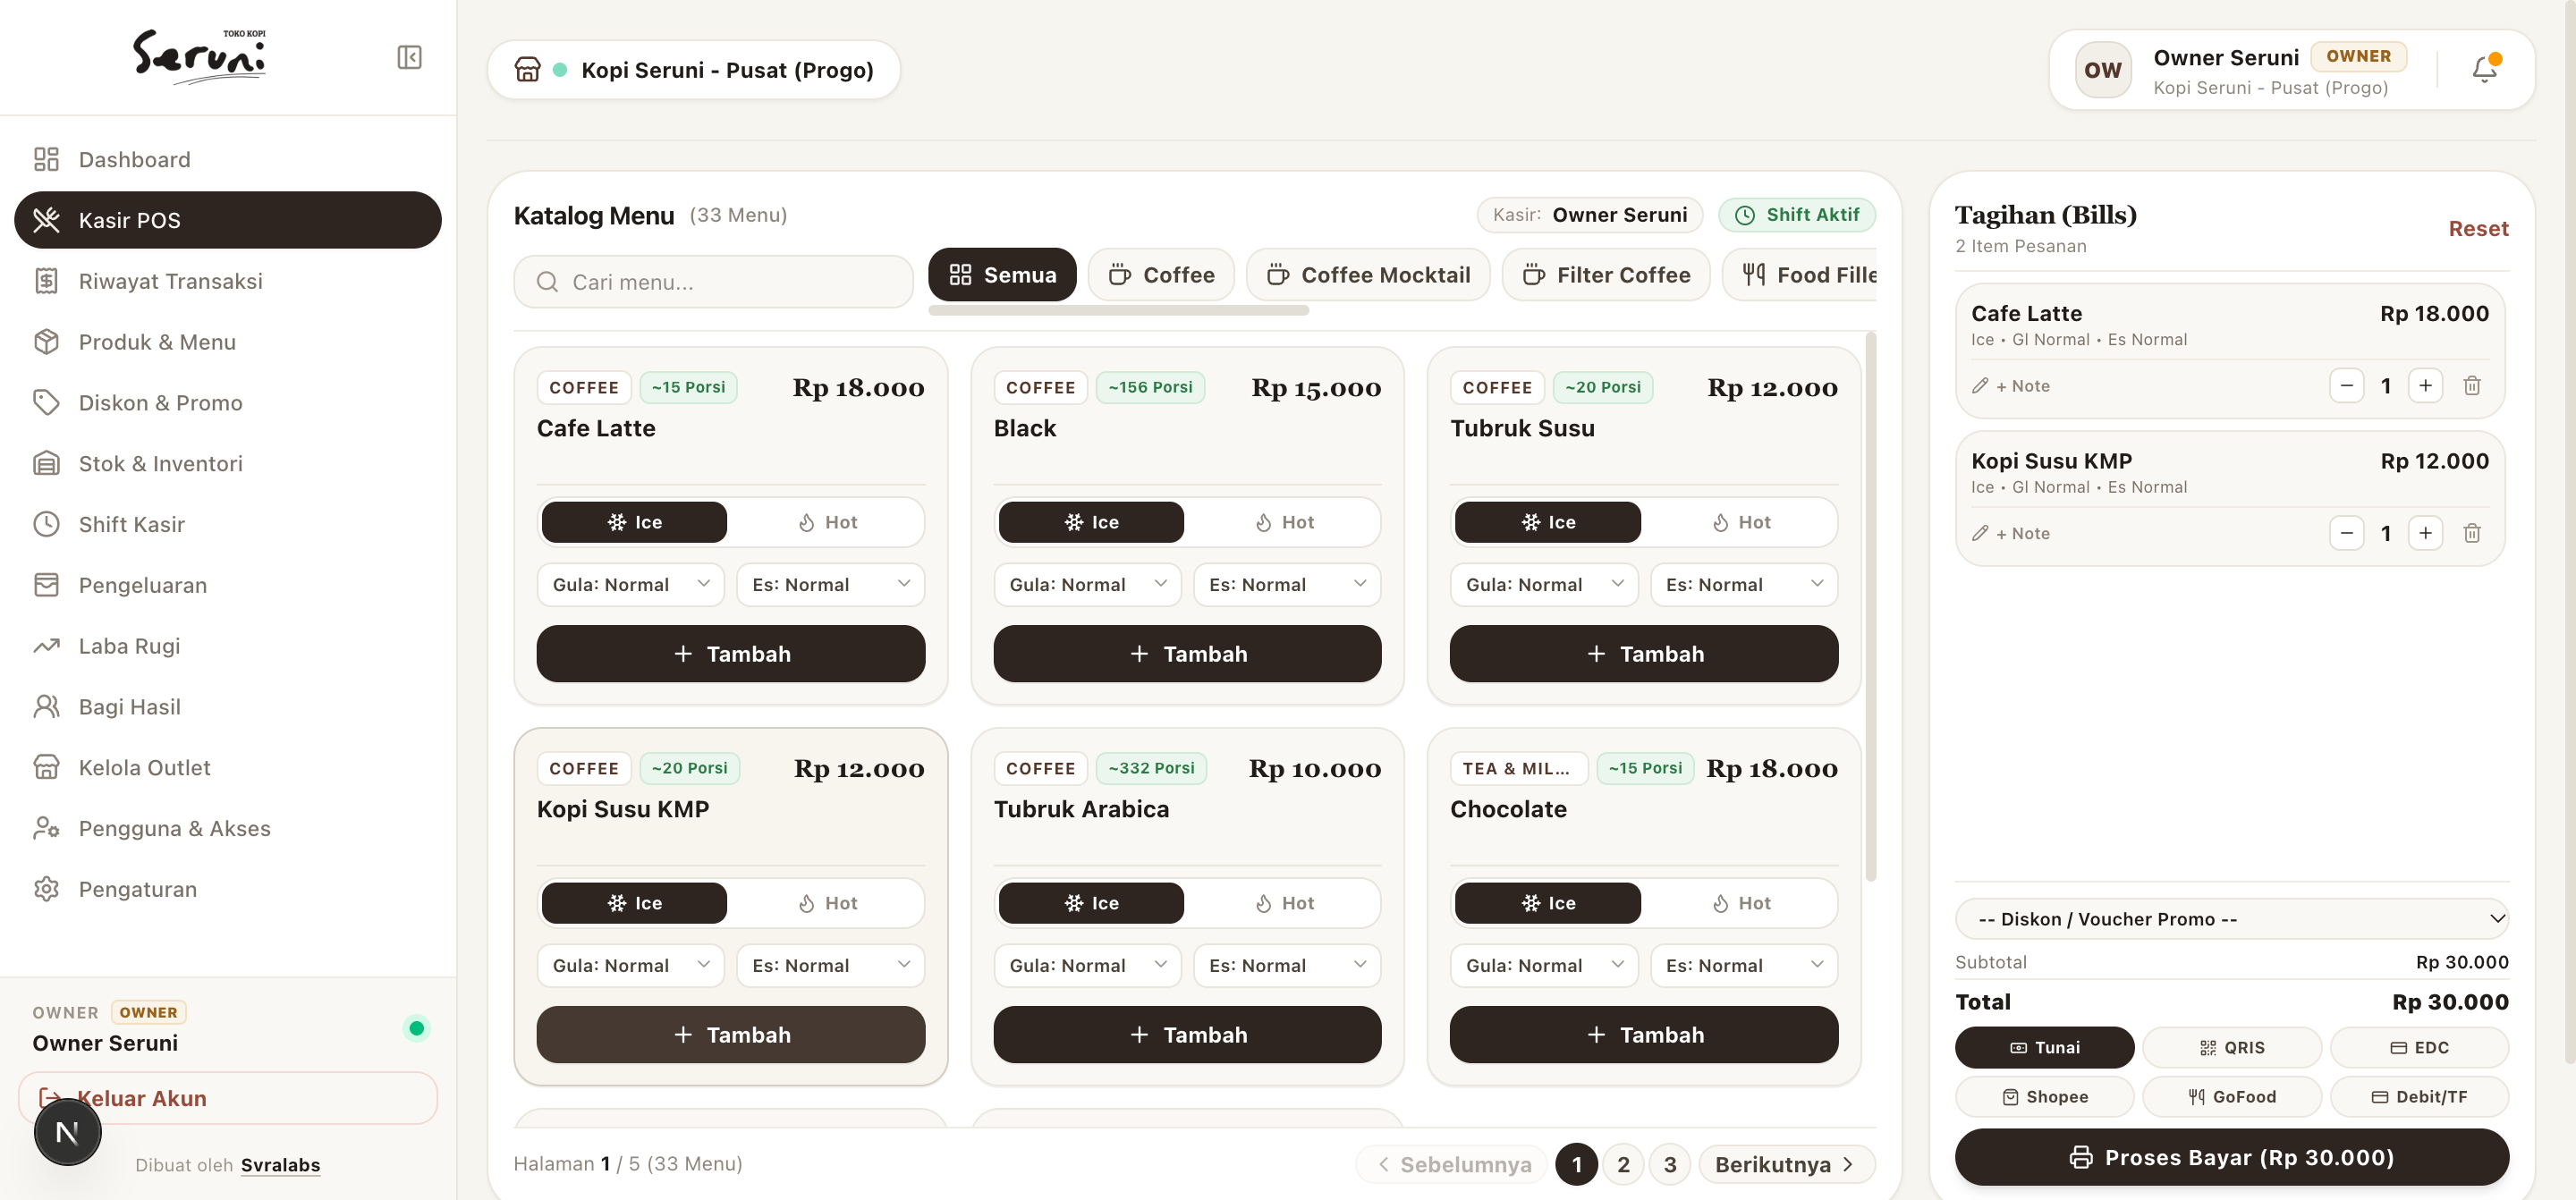 TOKO KOPI
Seruni
Dashboard
Kasir POS
Riwayat Transaksi
Produk & Menu
Diskon & Promo
Stok & Inventori
Shift Kasir
Pengeluaran
Laba Rugi
Bagi Hasil
Kelola Outlet
Pengguna & Akses
Pengaturan
OWNER OWNER
Owner Seruni
Keluar Akun
N
Dibuat oleh Svralabs
Kopi Seruni - Pusat (Progo)
OW
Owner Seruni OWNER
Kopi Seruni - Pusat (Progo)
Katalog Menu (33 Menu)
Kasir: Owner Seruni
Shift Aktif
Cari menu...
Semua
Coffee
Coffee Mocktail
Filter Coffee
Food Fille
COFFEE ~15 Porsi Rp 18.000
Cafe Latte
Ice Hot
Gula: Normal Es: Normal
+ Tambah
COFFEE ~156 Porsi Rp 15.000
Black
Ice Hot
Gula: Normal Es: Normal
+ Tambah
COFFEE ~20 Porsi Rp 12.000
Tubruk Susu
Ice Hot
Gula: Normal Es: Normal
+ Tambah
COFFEE ~20 Porsi Rp 12.000
Kopi Susu KMP
Ice Hot
Gula: Normal Es: Normal
+ Tambah
COFFEE ~332 Porsi Rp 10.000
Tubruk Arabica
Ice Hot
Gula: Normal Es: Normal
+ Tambah
TEA & MIL... ~15 Porsi Rp 18.000
Chocolate
Ice Hot
Gula: Normal Es: Normal
+ Tambah
Halaman 1 / 5 (33 Menu)
< Sebelumnya 1 2 3 Berikutnya >
Tagihan (Bills)
2 Item Pesanan
Reset
Cafe Latte Rp 18.000
Ice • Gl Normal • Es Normal
+ Note − 1 +
Kopi Susu KMP Rp 12.000
Ice • Gl Normal • Es Normal
+ Note − 1 +
-- Diskon / Voucher Promo --
Subtotal Rp 30.000
Total Rp 30.000
Tunai QRIS EDC
Shopee GoFood Debit/TF
Proses Bayar (Rp 30.000)